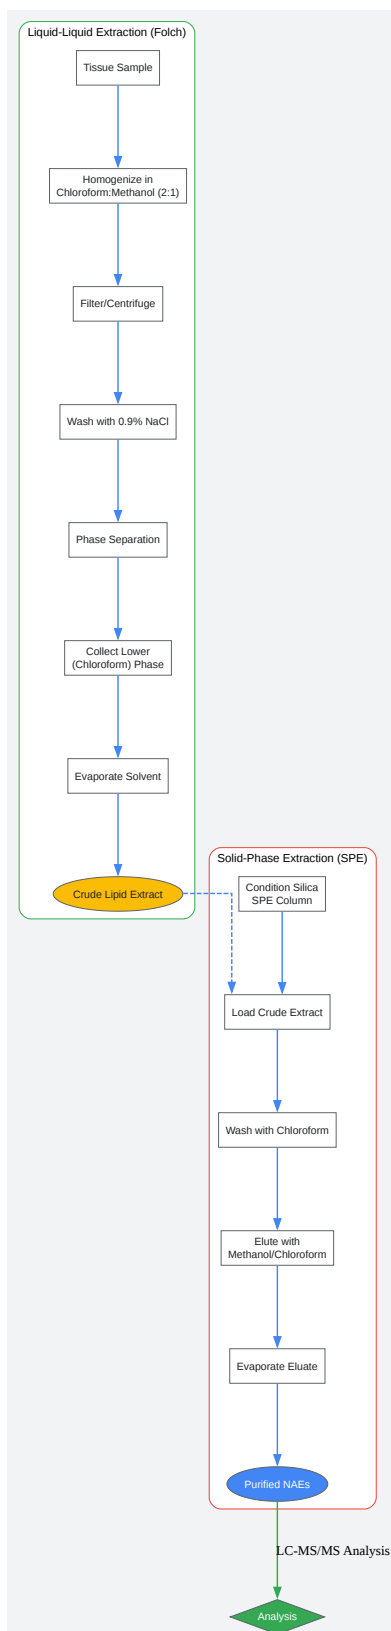 Liquid-Liquid Extraction (Folch)
Tissue Sample
Homogenize in
Chloroform:Methanol (2:1)
Filter/Centrifuge
Wash with 0.9% NaCl
Phase Separation
Collect Lower
(Chloroform) Phase
Evaporate Solvent
Crude Lipid Extract
Solid-Phase Extraction (SPE)
Condition Silica
SPE Column
Load Crude Extract
Wash with Chloroform
Elute with
Methanol/Chloroform
Evaporate Eluate
Purified NAEs
LC-MS/MS Analysis
Analysis